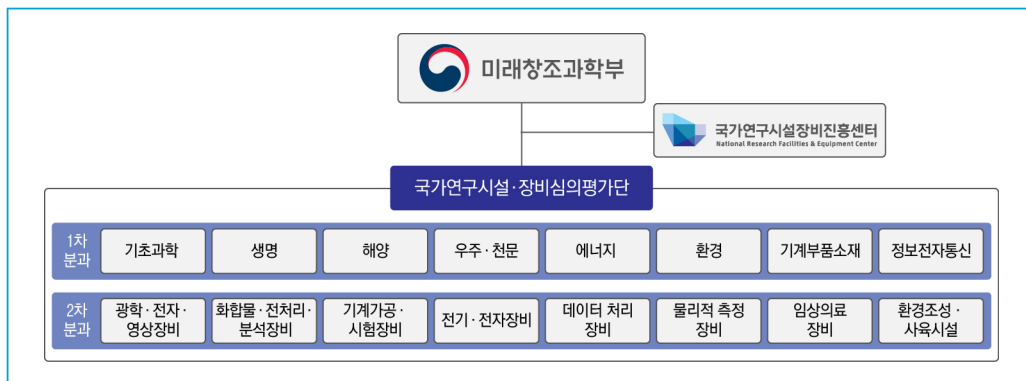 미래창조과학부
국가연구시설장비진흥센터
National Research Facilities & Equipment Center
국가연구시설·장비심의평가단
1차
분과
기초과학
생명
해양
우주·천문
에너지
환경
기계부품소재
정보전자통신
2차
분과
광학·전자·
영상장비
화합물·전처리·
분석장비
기계가공·
시험장비
전기·전자장비
데이터 처리
장비
물리적 측정
장비
임상의료
장비
환경조성·
사육시설